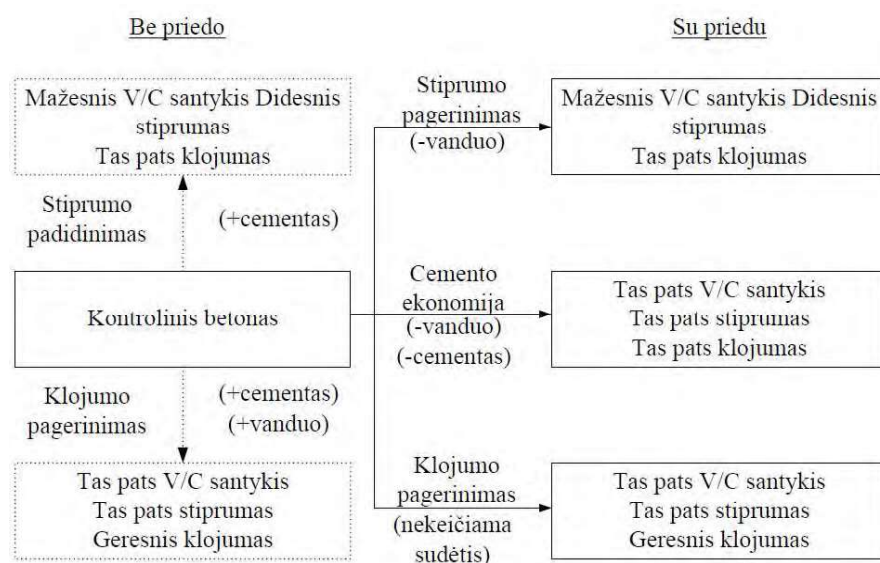 Be priedo
Su priedu
Mažesnis V/C santykis Didesnis
stiprumas
Tas pats klojumas
Stiprumo
pagerinimas
(-vanduo)
Mažesnis V/C santykis Didesnis
stiprumas
Tas pats klojumas
Stiprumo
padidinimas
(+cementas)
Kontrolinis betonas
Cemento
ekonomija
(-vanduo)
(-cementas)
Tas pats V/C santykis
Tas pats stiprumas
Tas pats klojumas
Klojumo
pagerinimas
(+cementas)
(+vanduo)
Tas pats V/C santykis
Tas pats stiprumas
Geresnis klojumas
Klojumo
pagerinimas
(nekeičiama
sudėtis)
Tas pats V/C santykis
Tas pats stiprumas
Geresnis klojumas